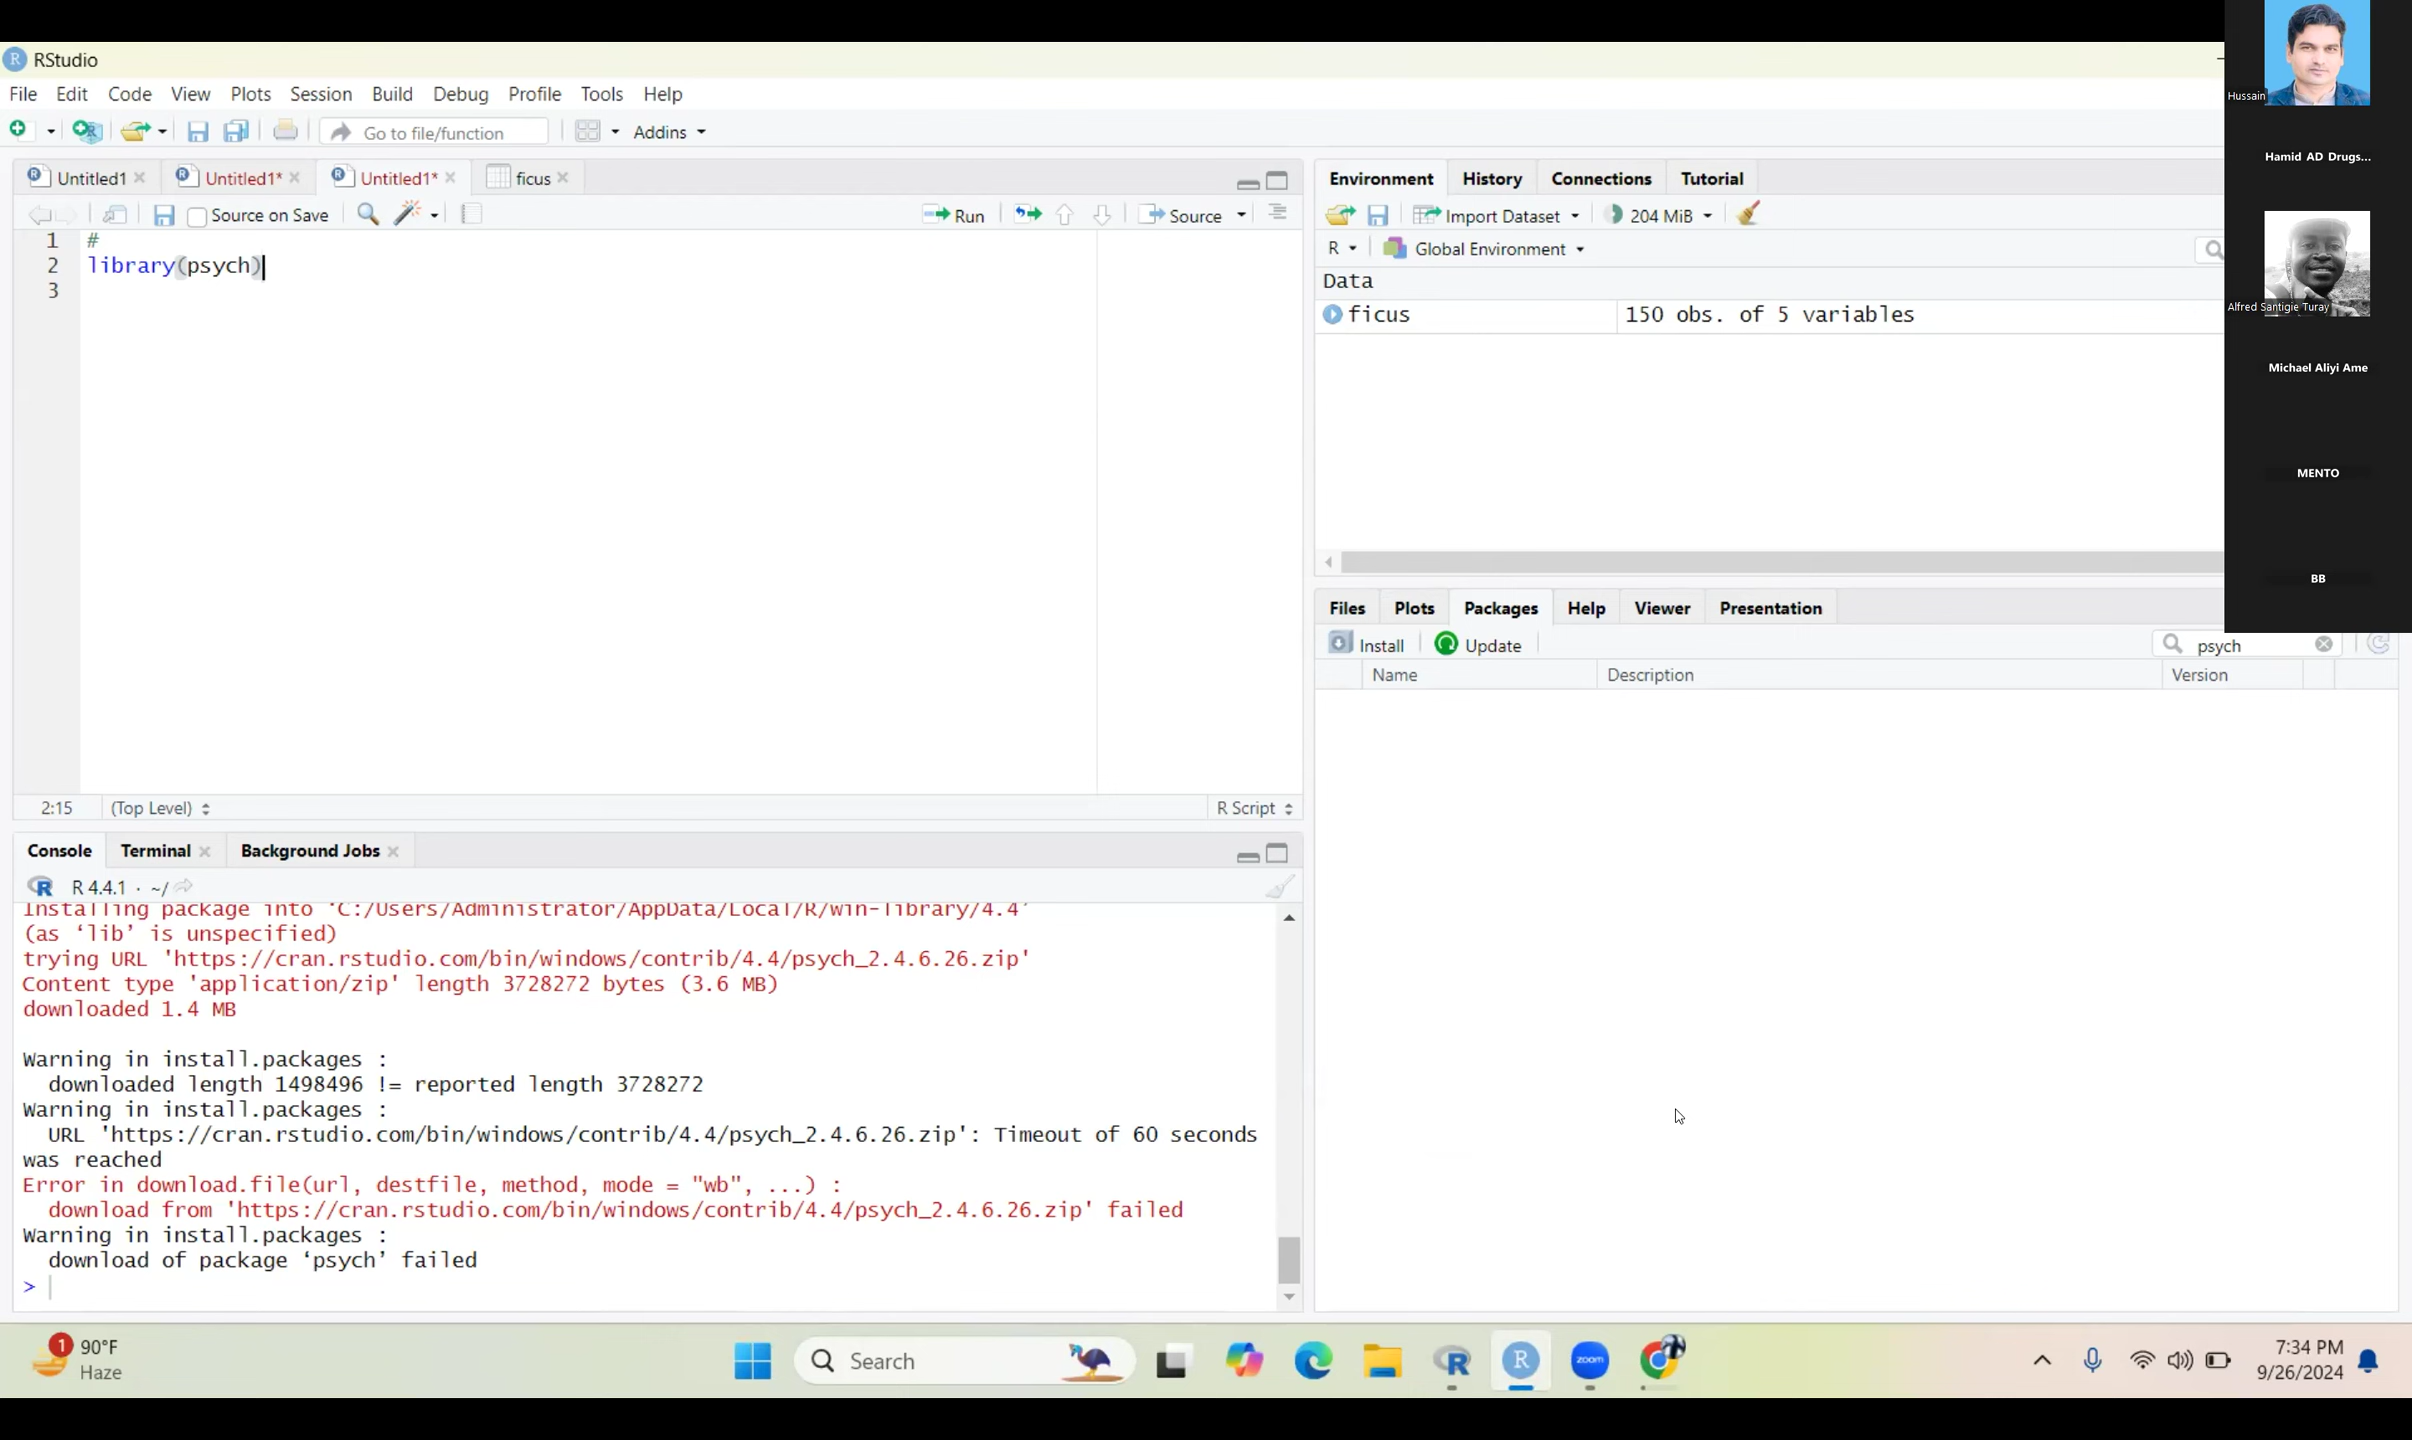 RStudio
File Edit Code View Plots Session Build Debug Profile Tools Help
Go to file/function Addins
Untitled1 Untitled1* Untitled1* ficus
Source on Save Run Source
1 #
2 library(psych)
3
2:15 (Top Level) R Script
Console Terminal Background Jobs
R 4.4.1 · ~/
Installing package into ‘C:/Users/Administrator/AppData/Local/R/win-library/4.4’
(as ‘lib’ is unspecified)
trying URL 'https://cran.rstudio.com/bin/windows/contrib/4.4/psych_2.4.6.26.zip'
Content type 'application/zip' length 3728272 bytes (3.6 MB)
downloaded 1.4 MB
Warning in install.packages :
downloaded length 1498496 != reported length 3728272
Warning in install.packages :
URL 'https://cran.rstudio.com/bin/windows/contrib/4.4/psych_2.4.6.26.zip': Timeout of 60 seconds
was reached
Error in download.file(url, destfile, method, mode = "wb", ...) :
download from 'https://cran.rstudio.com/bin/windows/contrib/4.4/psych_2.4.6.26.zip' failed
Warning in install.packages :
download of package ‘psych’ failed
>
Environment History Connections Tutorial
Import Dataset 204 MiB
R Global Environment
Data
ficus 150 obs. of 5 variables
Files Plots Packages Help Viewer Presentation
Install Update psych
Name Description Version
Hussain
Hamid AD Drugs...
Alfred Santigie Turay
Michael Aliyi Ame
MENTO
BB
1 90°F
Haze
Search
zoom
7:34 PM
9/26/2024